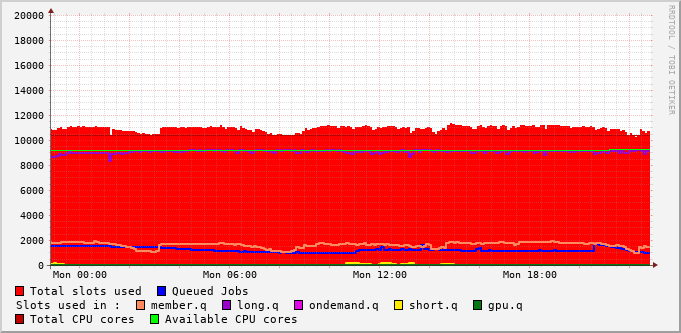 20000
18000
16000
14000
12000
10000
8000
6000
4000
2000
0
Mon 00:00 Mon 06:00 Mon 12:00 Mon 18:00
RRDTOOL / TOBI OETIKER
Total slots used Queued Jobs
Slots used in : member.q long.q ondemand.q short.q gpu.q
Total CPU cores Available CPU cores